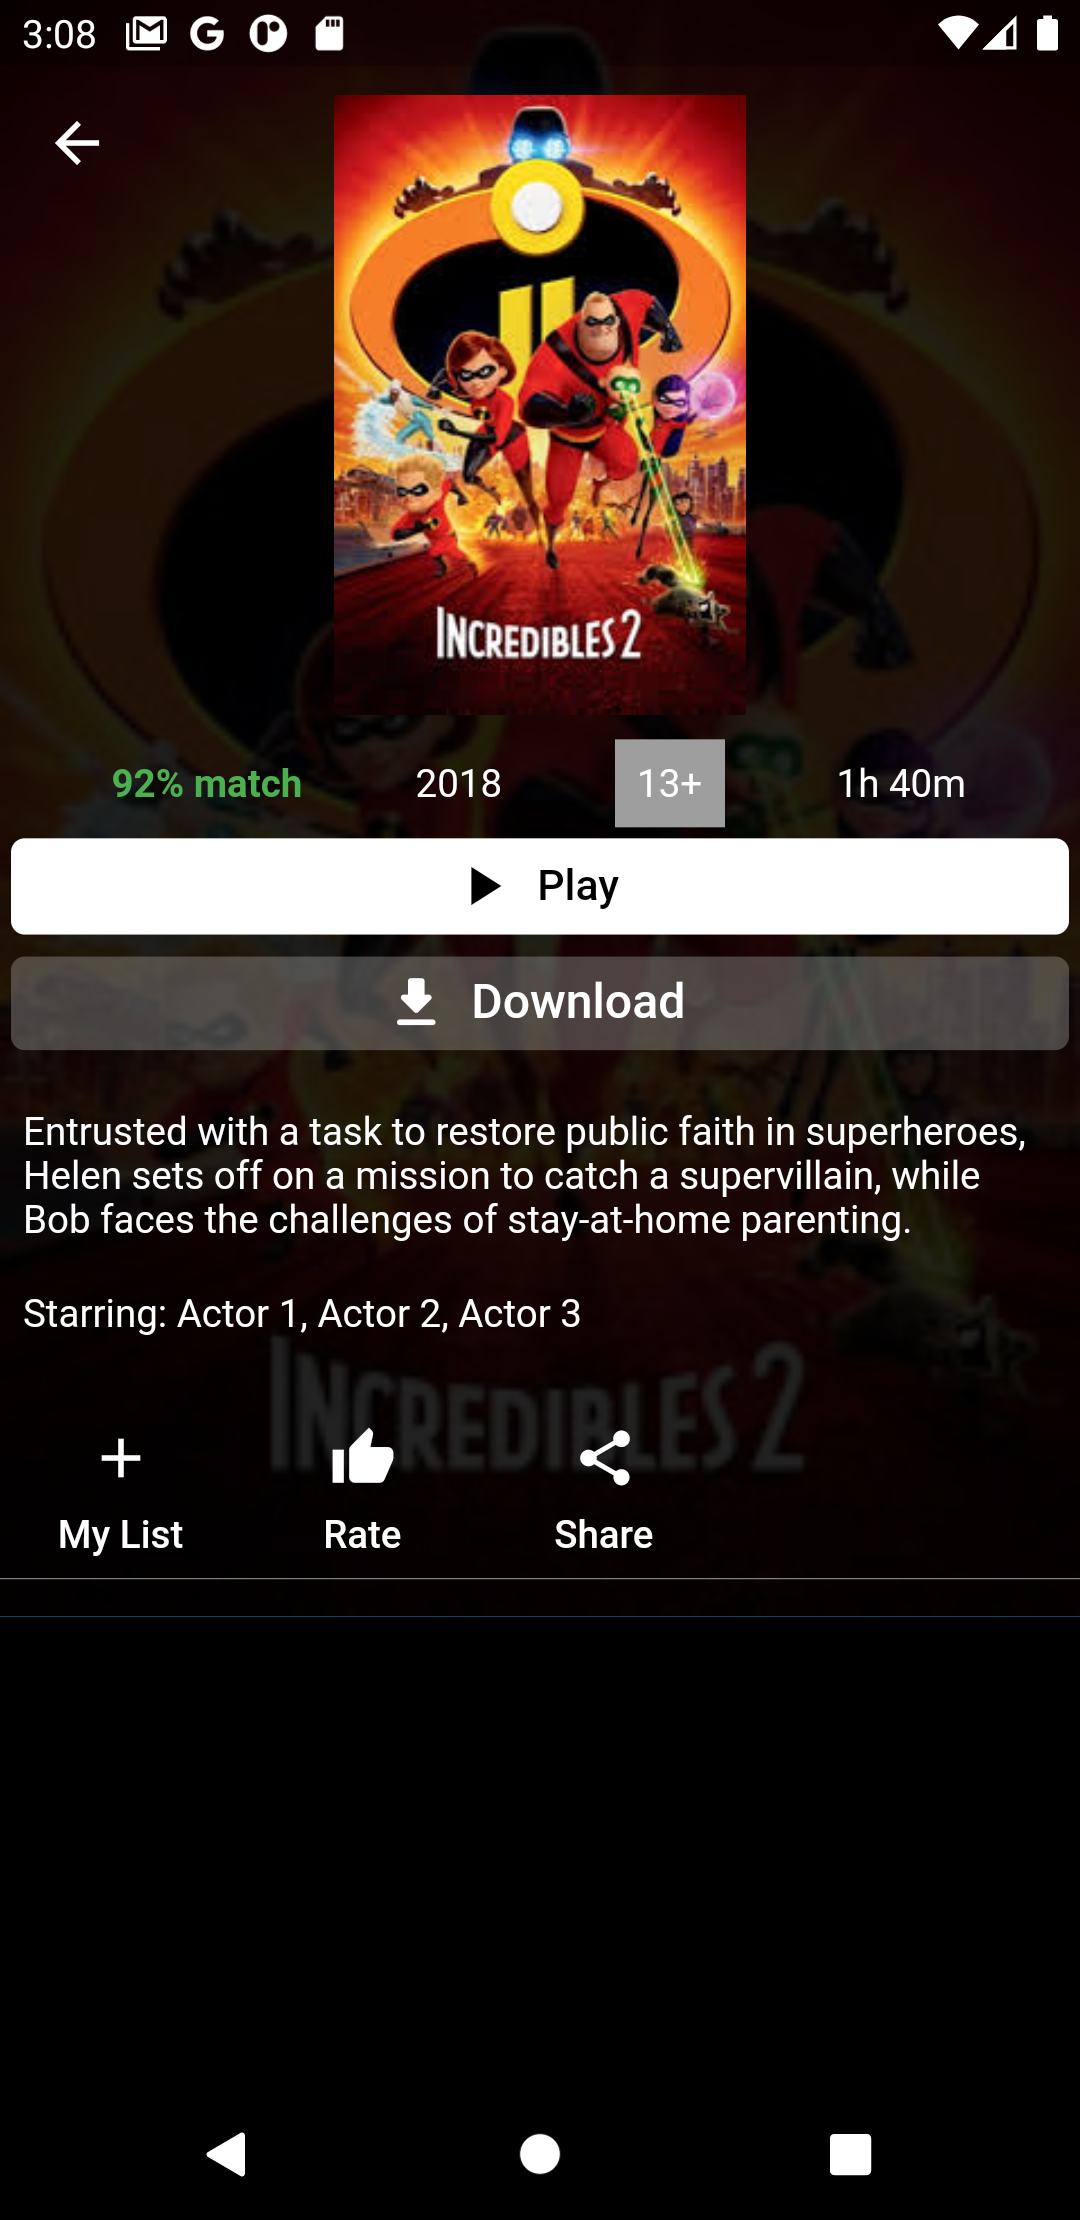 3:08
INCREDIBLES 2
92% match 2018 13+ 1h 40m
Play
Download
Entrusted with a task to restore public faith in superheroes,
Helen sets off on a mission to catch a supervillain, while
Bob faces the challenges of stay-at-home parenting.
Starring: Actor 1, Actor 2, Actor 3
INCREDIBLES 2
My List Rate Share